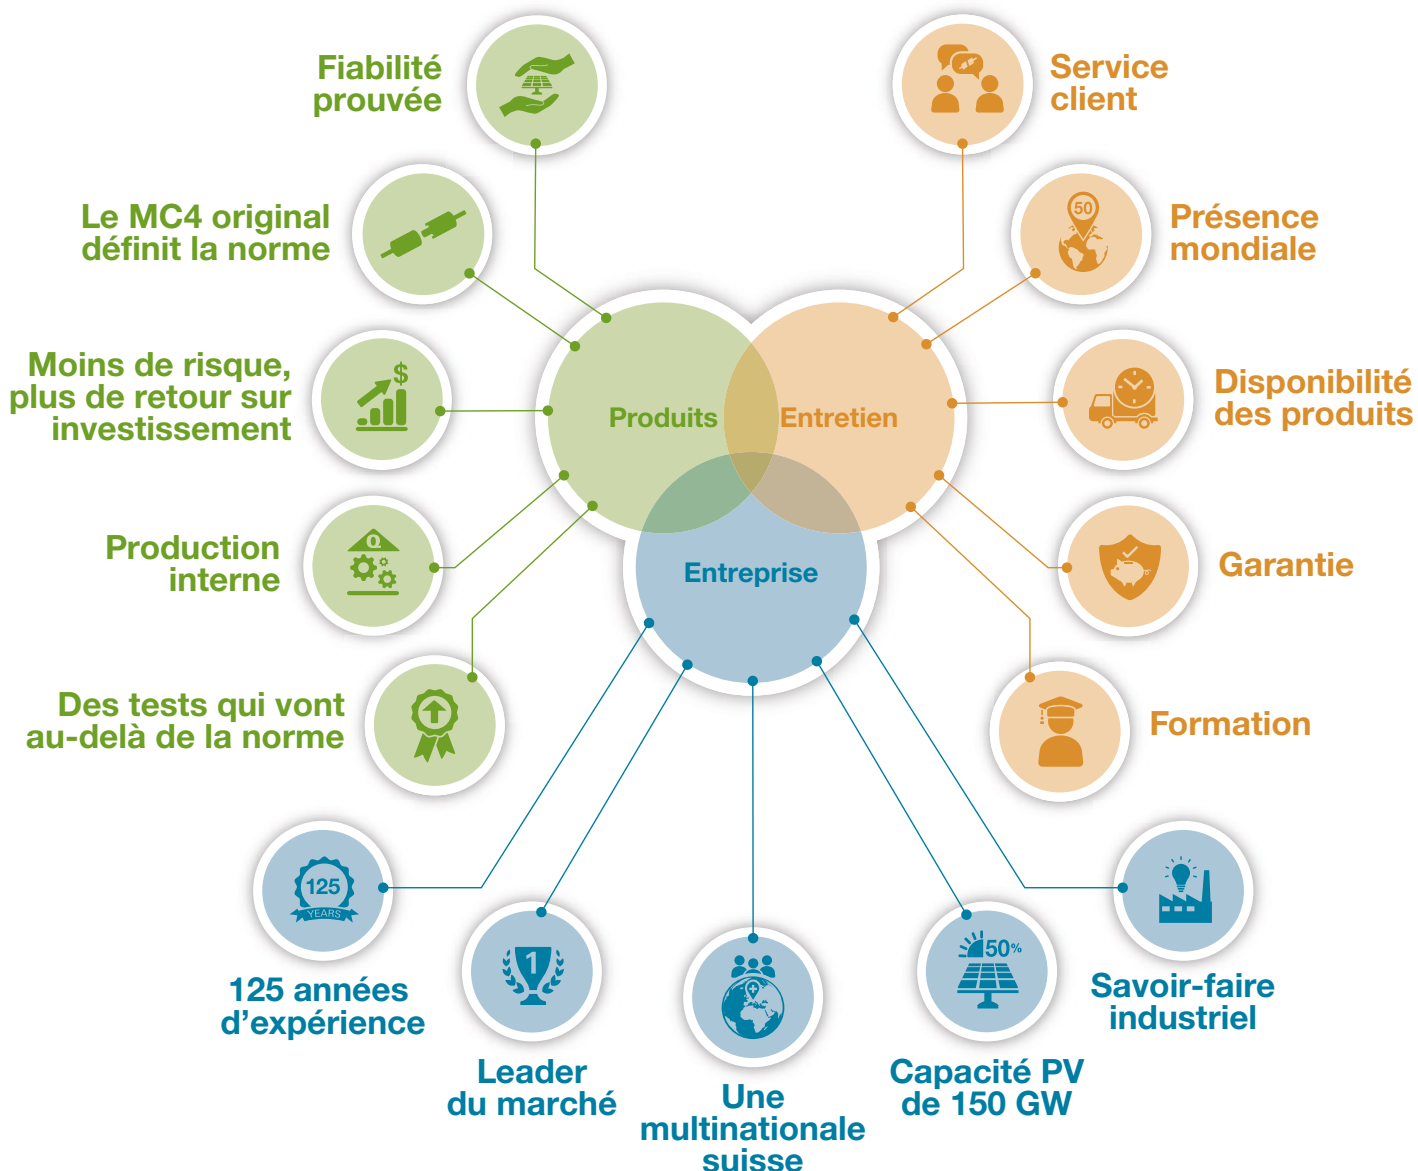 Fiabilité
prouvée
Service
client
Le MC4 original
définit la norme
50
Présence
mondiale
Moins de risque,
plus de retour sur
investissement
$
Produits
Entretien
Disponibilité
des produits
Production
interne
Q
Entreprise
Garantie
Des tests qui vont
au-delà de la norme
Formation
125
YEARS
125 années
d’expérience
1
Leader
du marché
Une
multinationale
suisse
50%
Capacité PV
de 150 GW
Savoir-faire
industriel